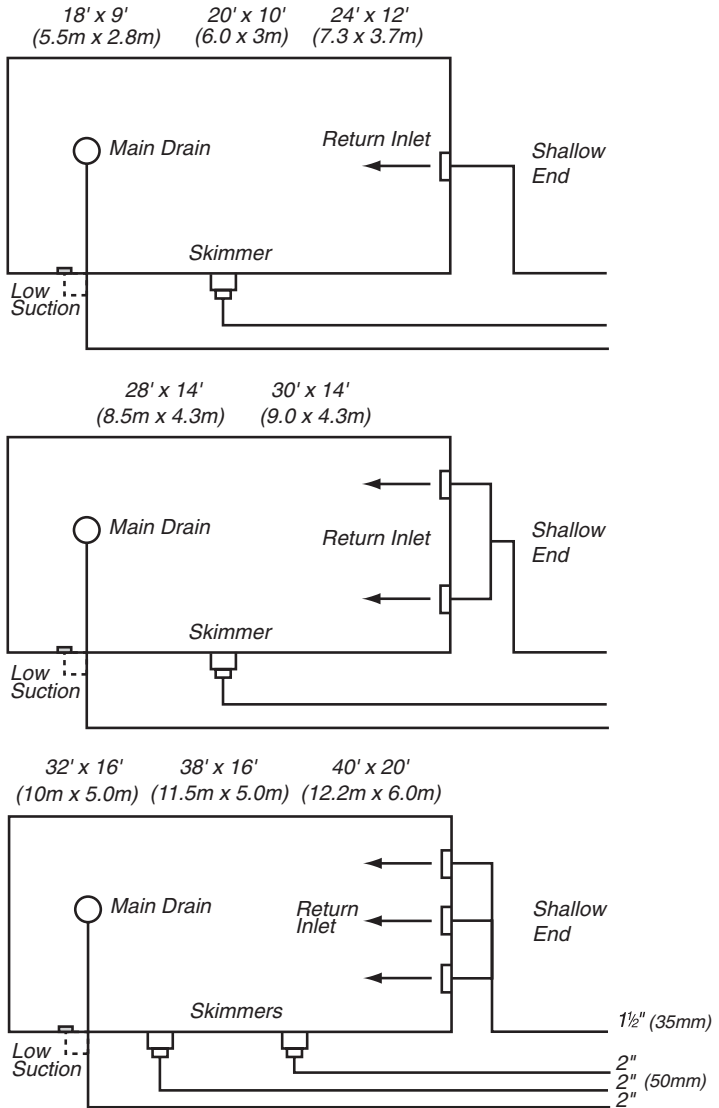 18' x 9' 20' x 10' 24' x 12'
(5.5m x 2.8m) (6.0 x 3m) (7.3 x 3.7m)
Main Drain
Return Inlet
Shallow
End
Skimmer
Low
Suction
28' x 14' 30' x 14'
(8.5m x 4.3m) (9.0 x 4.3m)
Main Drain
Return Inlet
Shallow
End
Skimmer
Low
Suction
32' x 16' 38' x 16' 40' x 20'
(10m x 5.0m) (11.5m x 5.0m) (12.2m x 6.0m)
Main Drain
Return
Inlet
Shallow
End
Skimmers
Low
Suction
1½" (35mm)
2"
2" (50mm)
2"